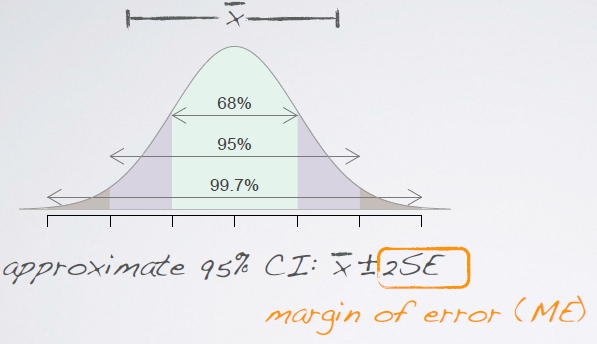 x̄
68%
95%
99.7%
approximate 95% CI: x̄ ± 2SE
margin of error (ME)